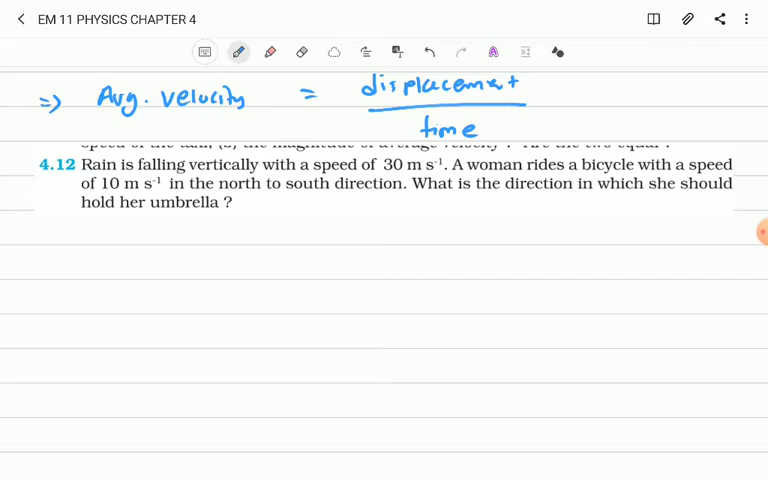 EM 11 PHYSICS CHAPTER 4
⇒ Avg. velocity = displacement
time
4.12 Rain is falling vertically with a speed of 30 m s⁻¹. A woman rides a bicycle with a speed
of 10 m s⁻¹ in the north to south direction. What is the direction in which she should
hold her umbrella ?